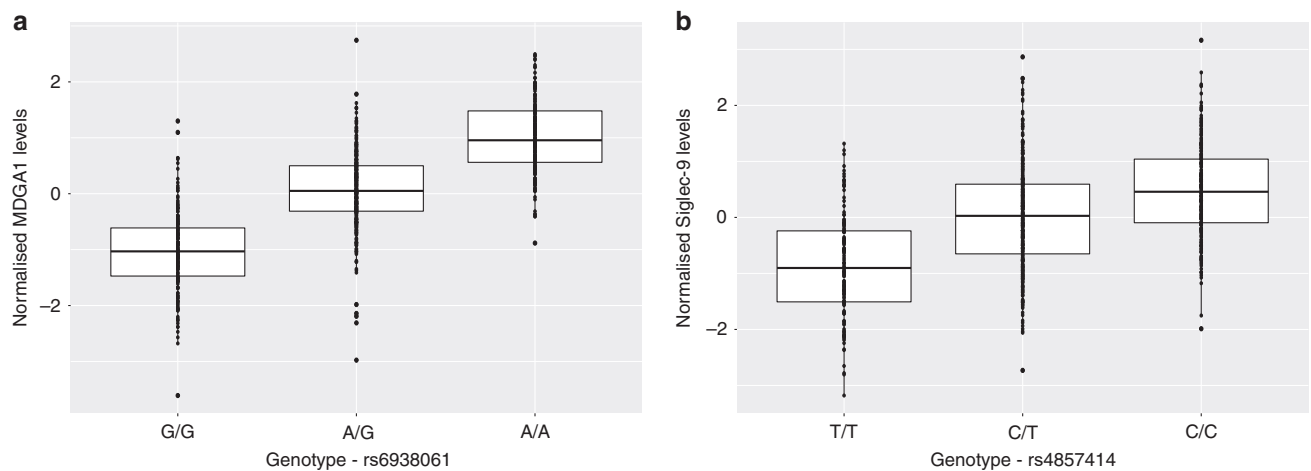 a
Normalised MDGA1 levels
2
0
–2
G/G A/G A/A
Genotype - rs6938061
b
Normalised Siglec-9 levels
2
0
–2
T/T C/T C/C
Genotype - rs4857414